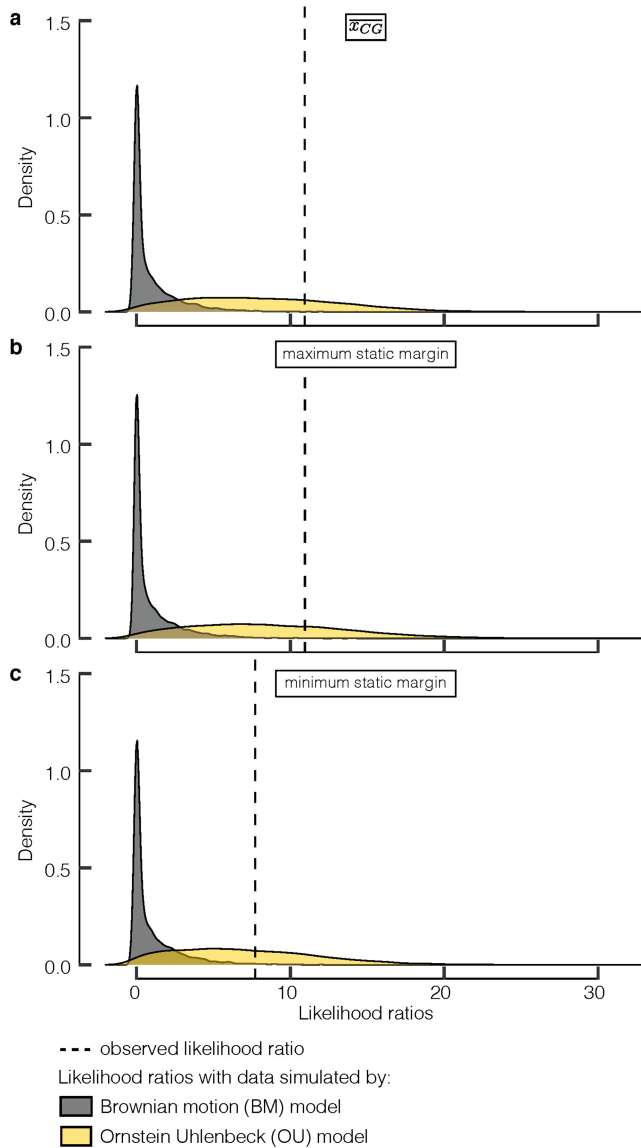 a
1.5
x_CG
1.0
Density
0.5
0.0
b
1.5
maximum static margin
1.0
Density
0.5
0.0
c
1.5
minimum static margin
1.0
Density
0.5
0.0
0 10 20 30
Likelihood ratios
observed likelihood ratio
Likelihood ratios with data simulated by:
Brownian motion (BM) model
Ornstein Uhlenbeck (OU) model